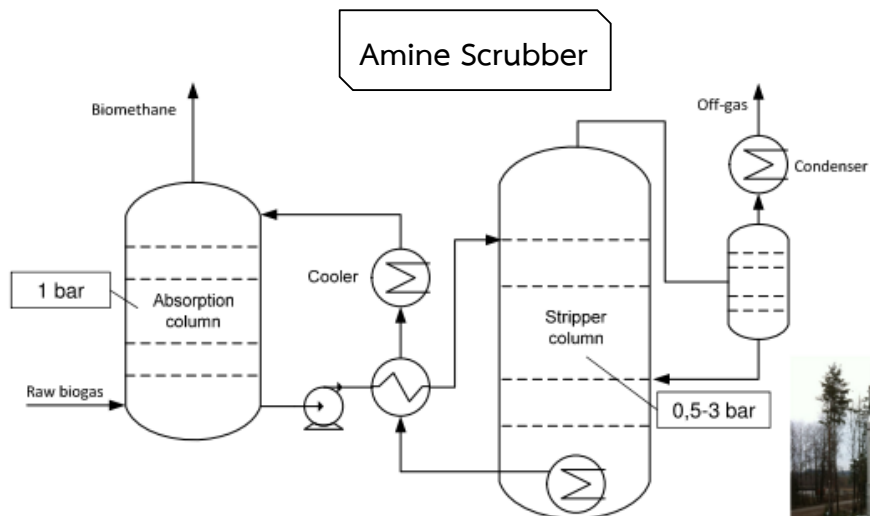 Amine Scrubber
Biomethane
Off-gas
Condenser
Cooler
1 bar
Absorption
column
Stripper
column
Raw biogas
0,5-3 bar